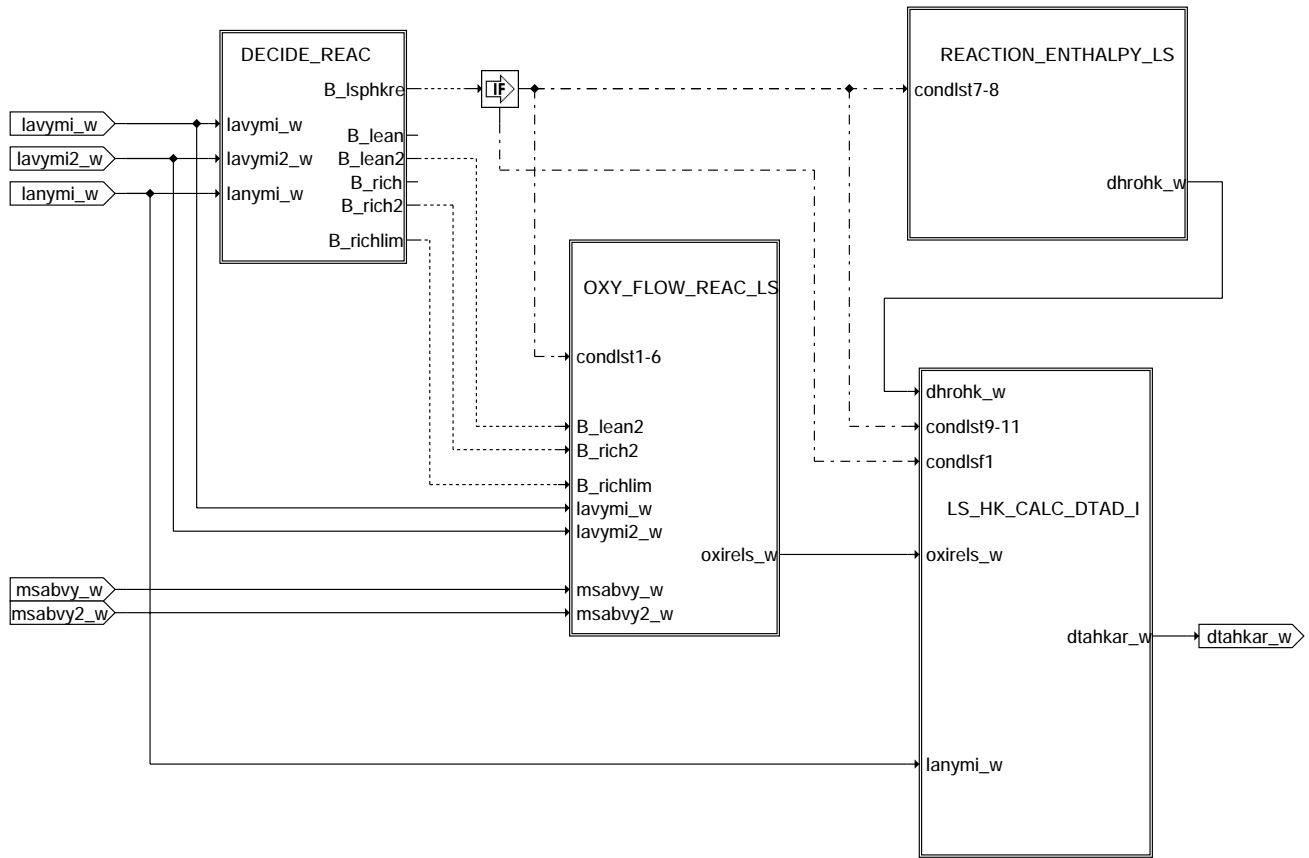 DECIDE_REAC
B_lsphkre
IF
REACTION_ENTHALPY_LS
condlst7-8
lavymi_w
lavymi_w
B_lean
lavymi2_w
lavymi2_w
B_lean2
B_rich
dhrohk_w
lanymi_w
lanymi_w
B_rich2
B_richlim
OXY_FLOW_REAC_LS
condlst1-6
dhrohk_w
B_lean2
condlst9-11
B_rich2
condlsf1
B_richlim
lavymi_w
LS_HK_CALC_DTAD_I
lavymi2_w
oxirels_w
oxirels_w
msabvy_w
msabvy_w
msabvy2_w
msabvy2_w
dtahkar_w
dtahkar_w
lanymi_w